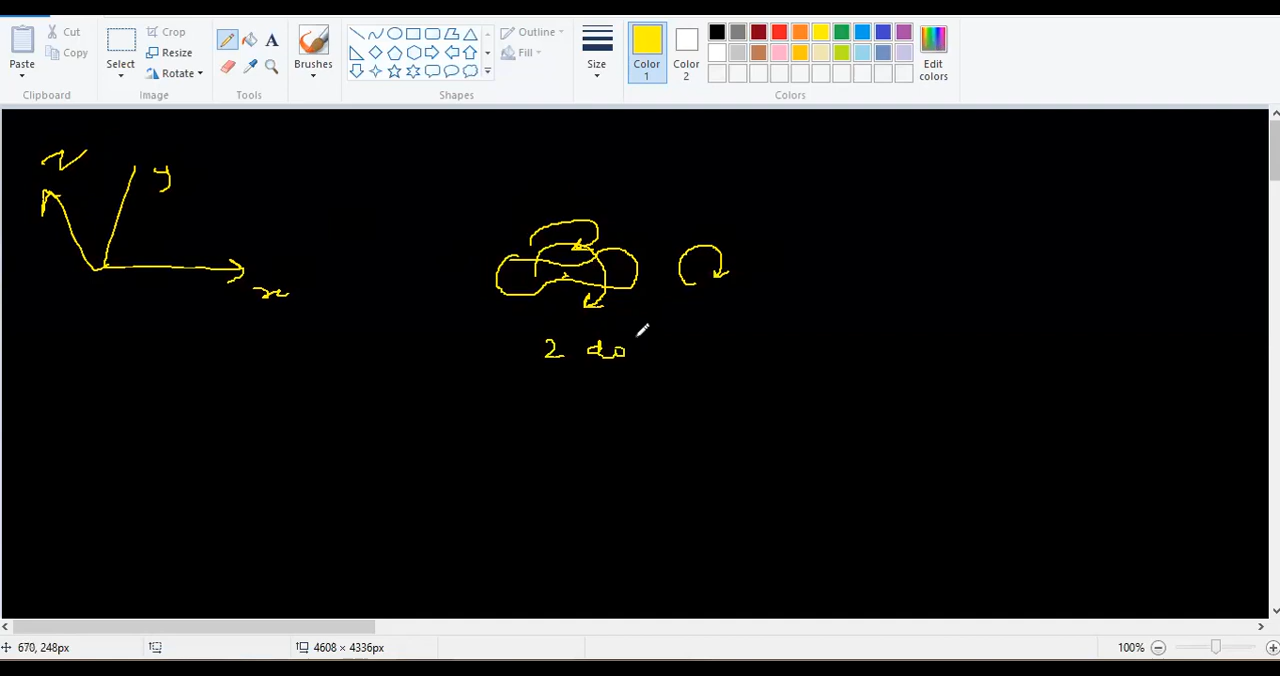 Paste
Cut
Copy
Clipboard
Select
Crop
Resize
Rotate
Image
A
Tools
Brushes
Outline
Fill
Shapes
Size
Color
1
Color
2
Edit
colors
Colors
z
y
x
2 do
670, 248px
4608 × 4336px
100%